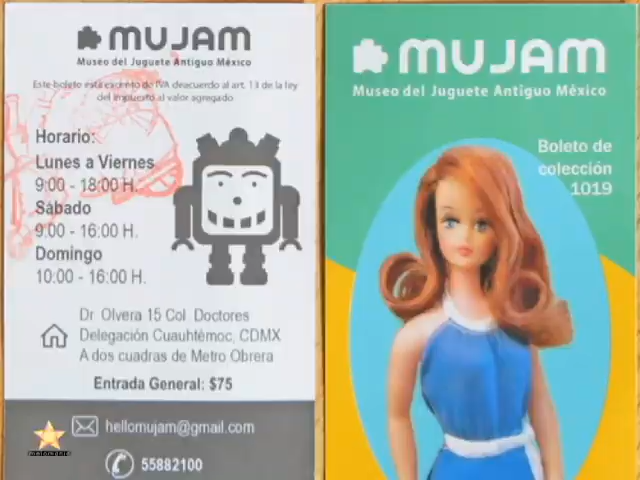 MUJAM
Museo del Juguete Antiguo México
Este boleto está excento de IVA deacuerdo al art. 13 de la ley
del impuesto al valor agregado
Horario:
Lunes a Viernes
9:00 - 18:00 H.
Sábado
9:00 - 16:00 H.
Domingo
10:00 - 16:00 H.
Dr. Olvera 15 Col. Doctores
Delegación Cuauhtémoc, CDMX
A dos cuadras de Metro Obrera
Entrada General: $75
hellomujam@gmail.com
55882100
MUJAM
Museo del Juguete Antiguo México
Boleto de
colección
1019